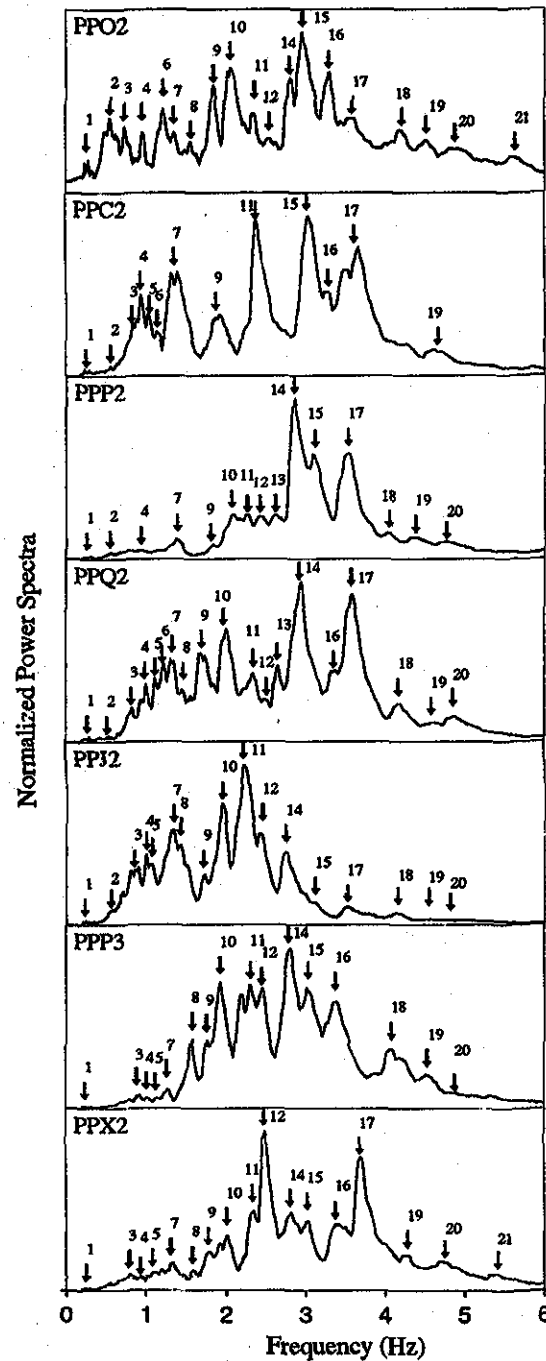 PPO2
1 2 3 4 6 7 8 9 10 11 12 14 15 16 17 18 19 20 21
PPC2
1 2 3 4 5 6 7 9 11 15 16 17 19
PPP2
1 2 4 7 9 10 11 12 13 14 15 17 18 19 20
PPQ2
1 2 3 4 5 6 7 8 9 10 11 12 13 14 16 17 18 19 20
PPJ2
1 2 3 4 5 7 8 9 10 11 12 14 15 17 18 19 20
PPP3
1 3 4 5 7 8 9 10 11 12 14 15 16 18 19 20
PPX2
1 3 4 5 7 8 9 10 11 12 14 15 16 17 19 20 21
0 1 2 3 4 5 6
Frequency (Hz)
Normalized Power Spectra